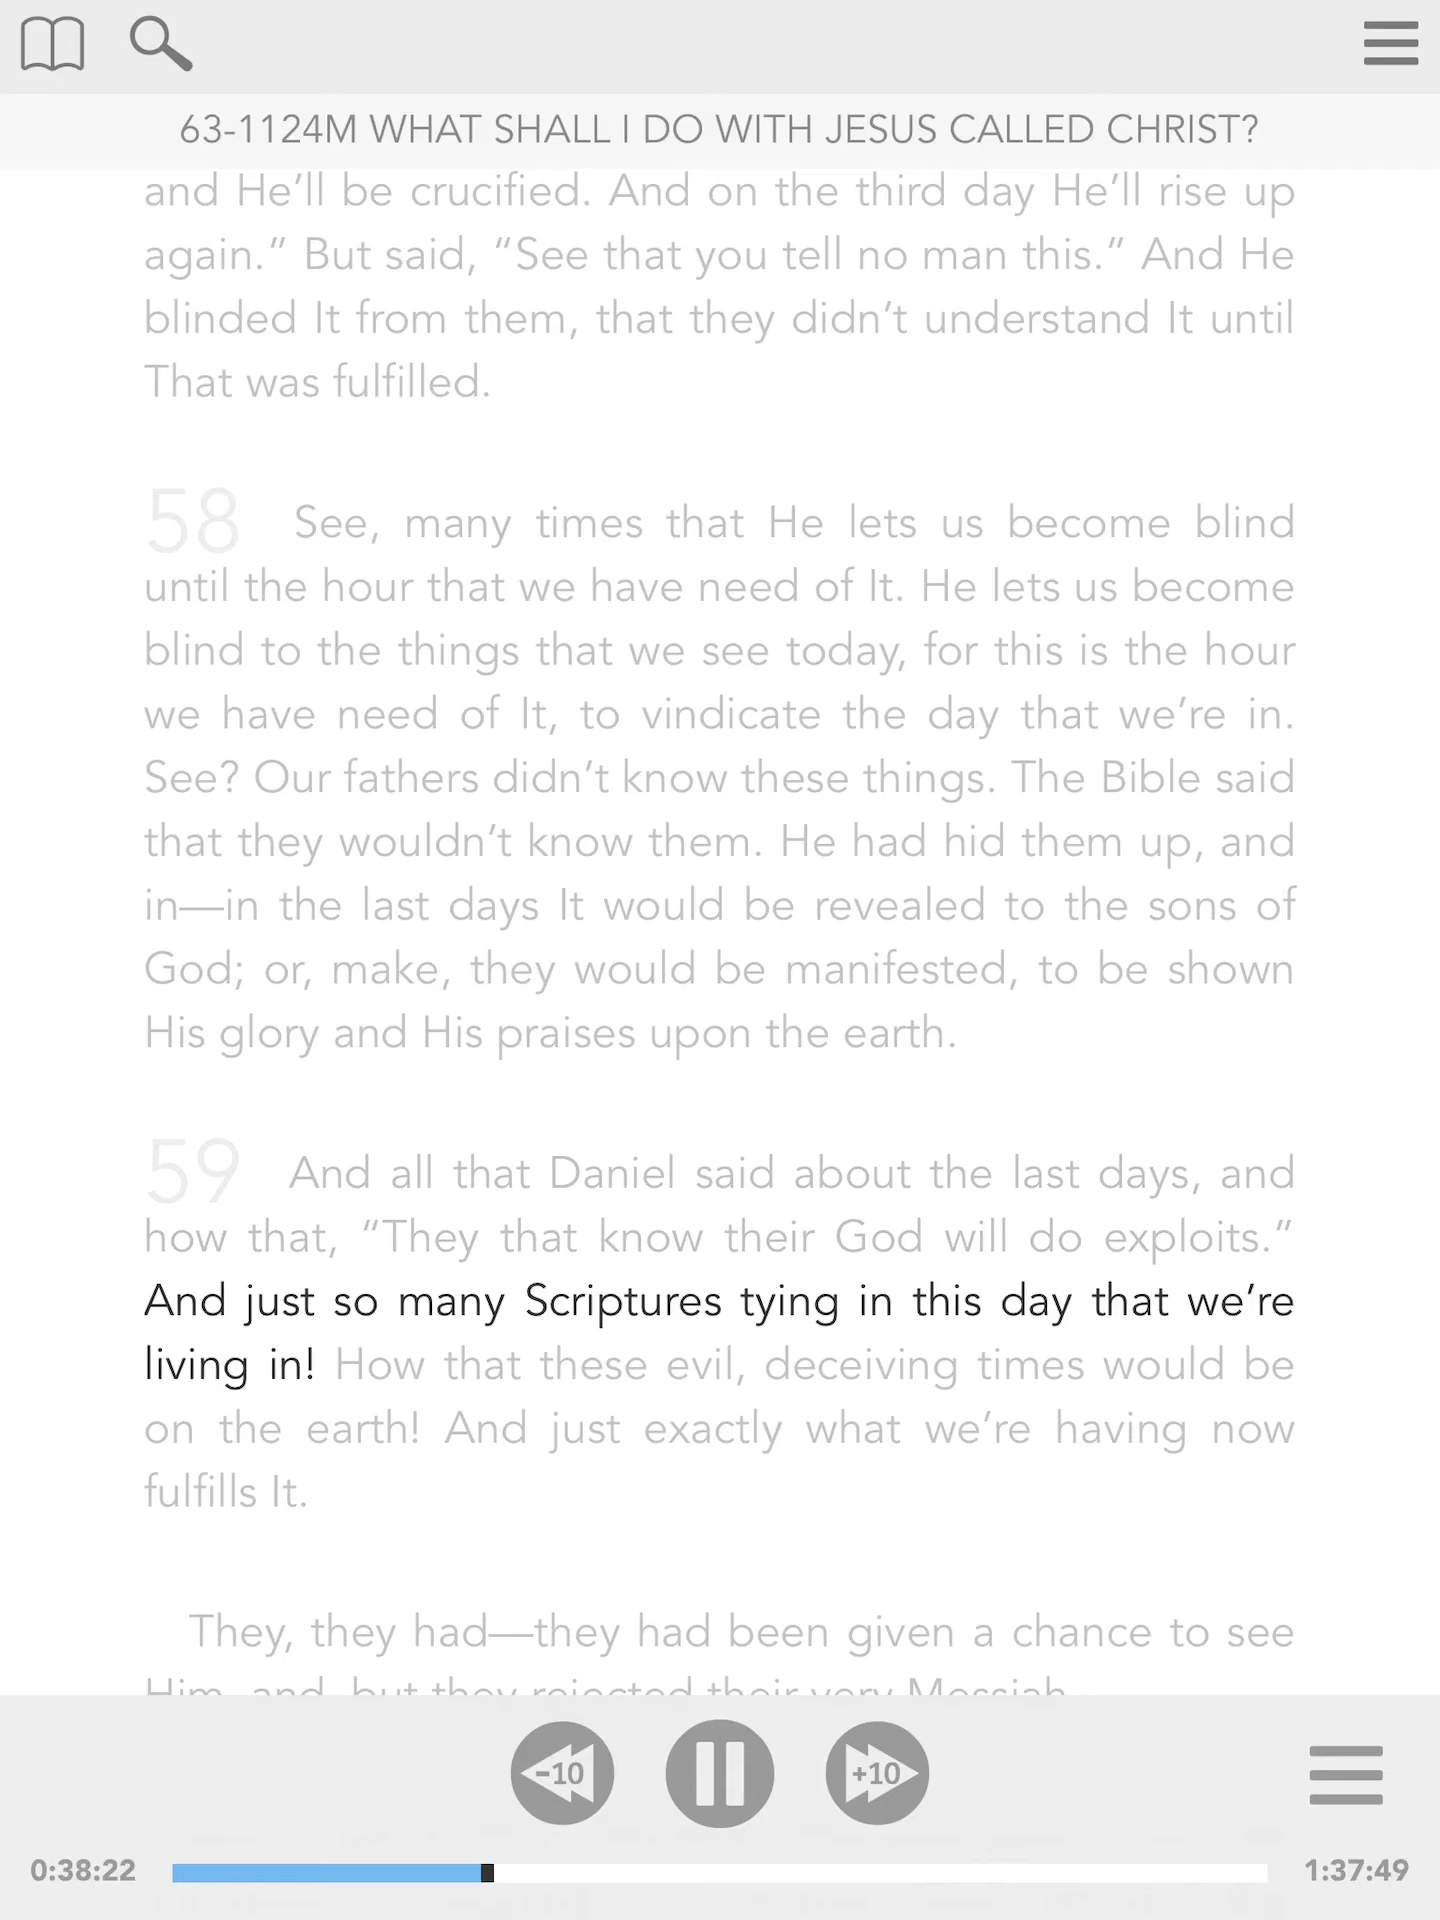 63-1124M WHAT SHALL I DO WITH JESUS CALLED CHRIST?
and He’ll be crucified. And on the third day He’ll rise up
again.” But said, “See that you tell no man this.” And He
blinded It from them, that they didn’t understand It until
That was fulfilled.
58 See, many times that He lets us become blind
until the hour that we have need of It. He lets us become
blind to the things that we see today, for this is the hour
we have need of It, to vindicate the day that we’re in.
See? Our fathers didn’t know these things. The Bible said
that they wouldn’t know them. He had hid them up, and
in—in the last days It would be revealed to the sons of
God; or, make, they would be manifested, to be shown
His glory and His praises upon the earth.
59 And all that Daniel said about the last days, and
how that, “They that know their God will do exploits.”
And just so many Scriptures tying in this day that we’re
living in! How that these evil, deceiving times would be
on the earth! And just exactly what we’re having now
fulfills It.
They, they had—they had been given a chance to see
Him, and, but they rejected their very Messiah.
-10 +10
0:38:22 1:37:49